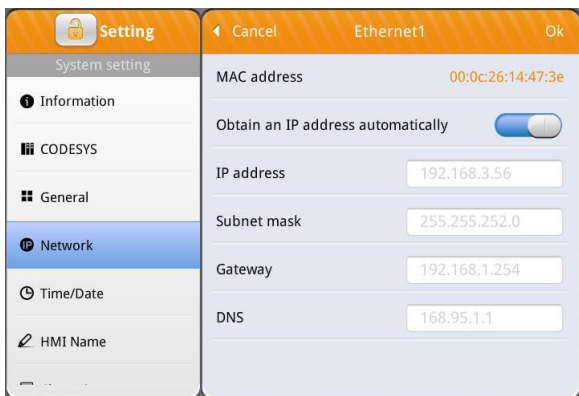 Setting
System setting
Information
CODESYS
General
Network
Time/Date
HMI Name
Cancel
Ethernet1
Ok
MAC address
00:0c:26:14:47:3e
Obtain an IP address automatically
IP address
192.168.3.56
Subnet mask
255.255.252.0
Gateway
192.168.1.254
DNS
168.95.1.1